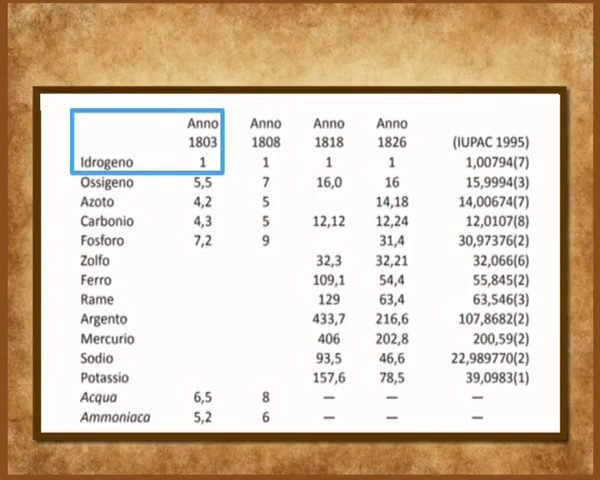 Anno Anno Anno Anno
1803 1808 1818 1826 (IUPAC 1995)
Idrogeno 1 1 1 1 1,00794(7)
Ossigeno 5,5 7 16,0 16 15,9994(3)
Azoto 4,2 5 14,18 14,00674(7)
Carbonio 4,3 5 12,12 12,24 12,0107(8)
Fosforo 7,2 9 31,4 30,97376(2)
Zolfo 32,3 32,21 32,066(6)
Ferro 109,1 54,4 55,845(2)
Rame 129 63,4 63,546(3)
Argento 433,7 216,6 107,8682(2)
Mercurio 406 202,8 200,59(2)
Sodio 93,5 46,6 22,989770(2)
Potassio 157,6 78,5 39,0983(1)
Acqua 6,5 8 — — —
Ammoniaca 5,2 6 — — —